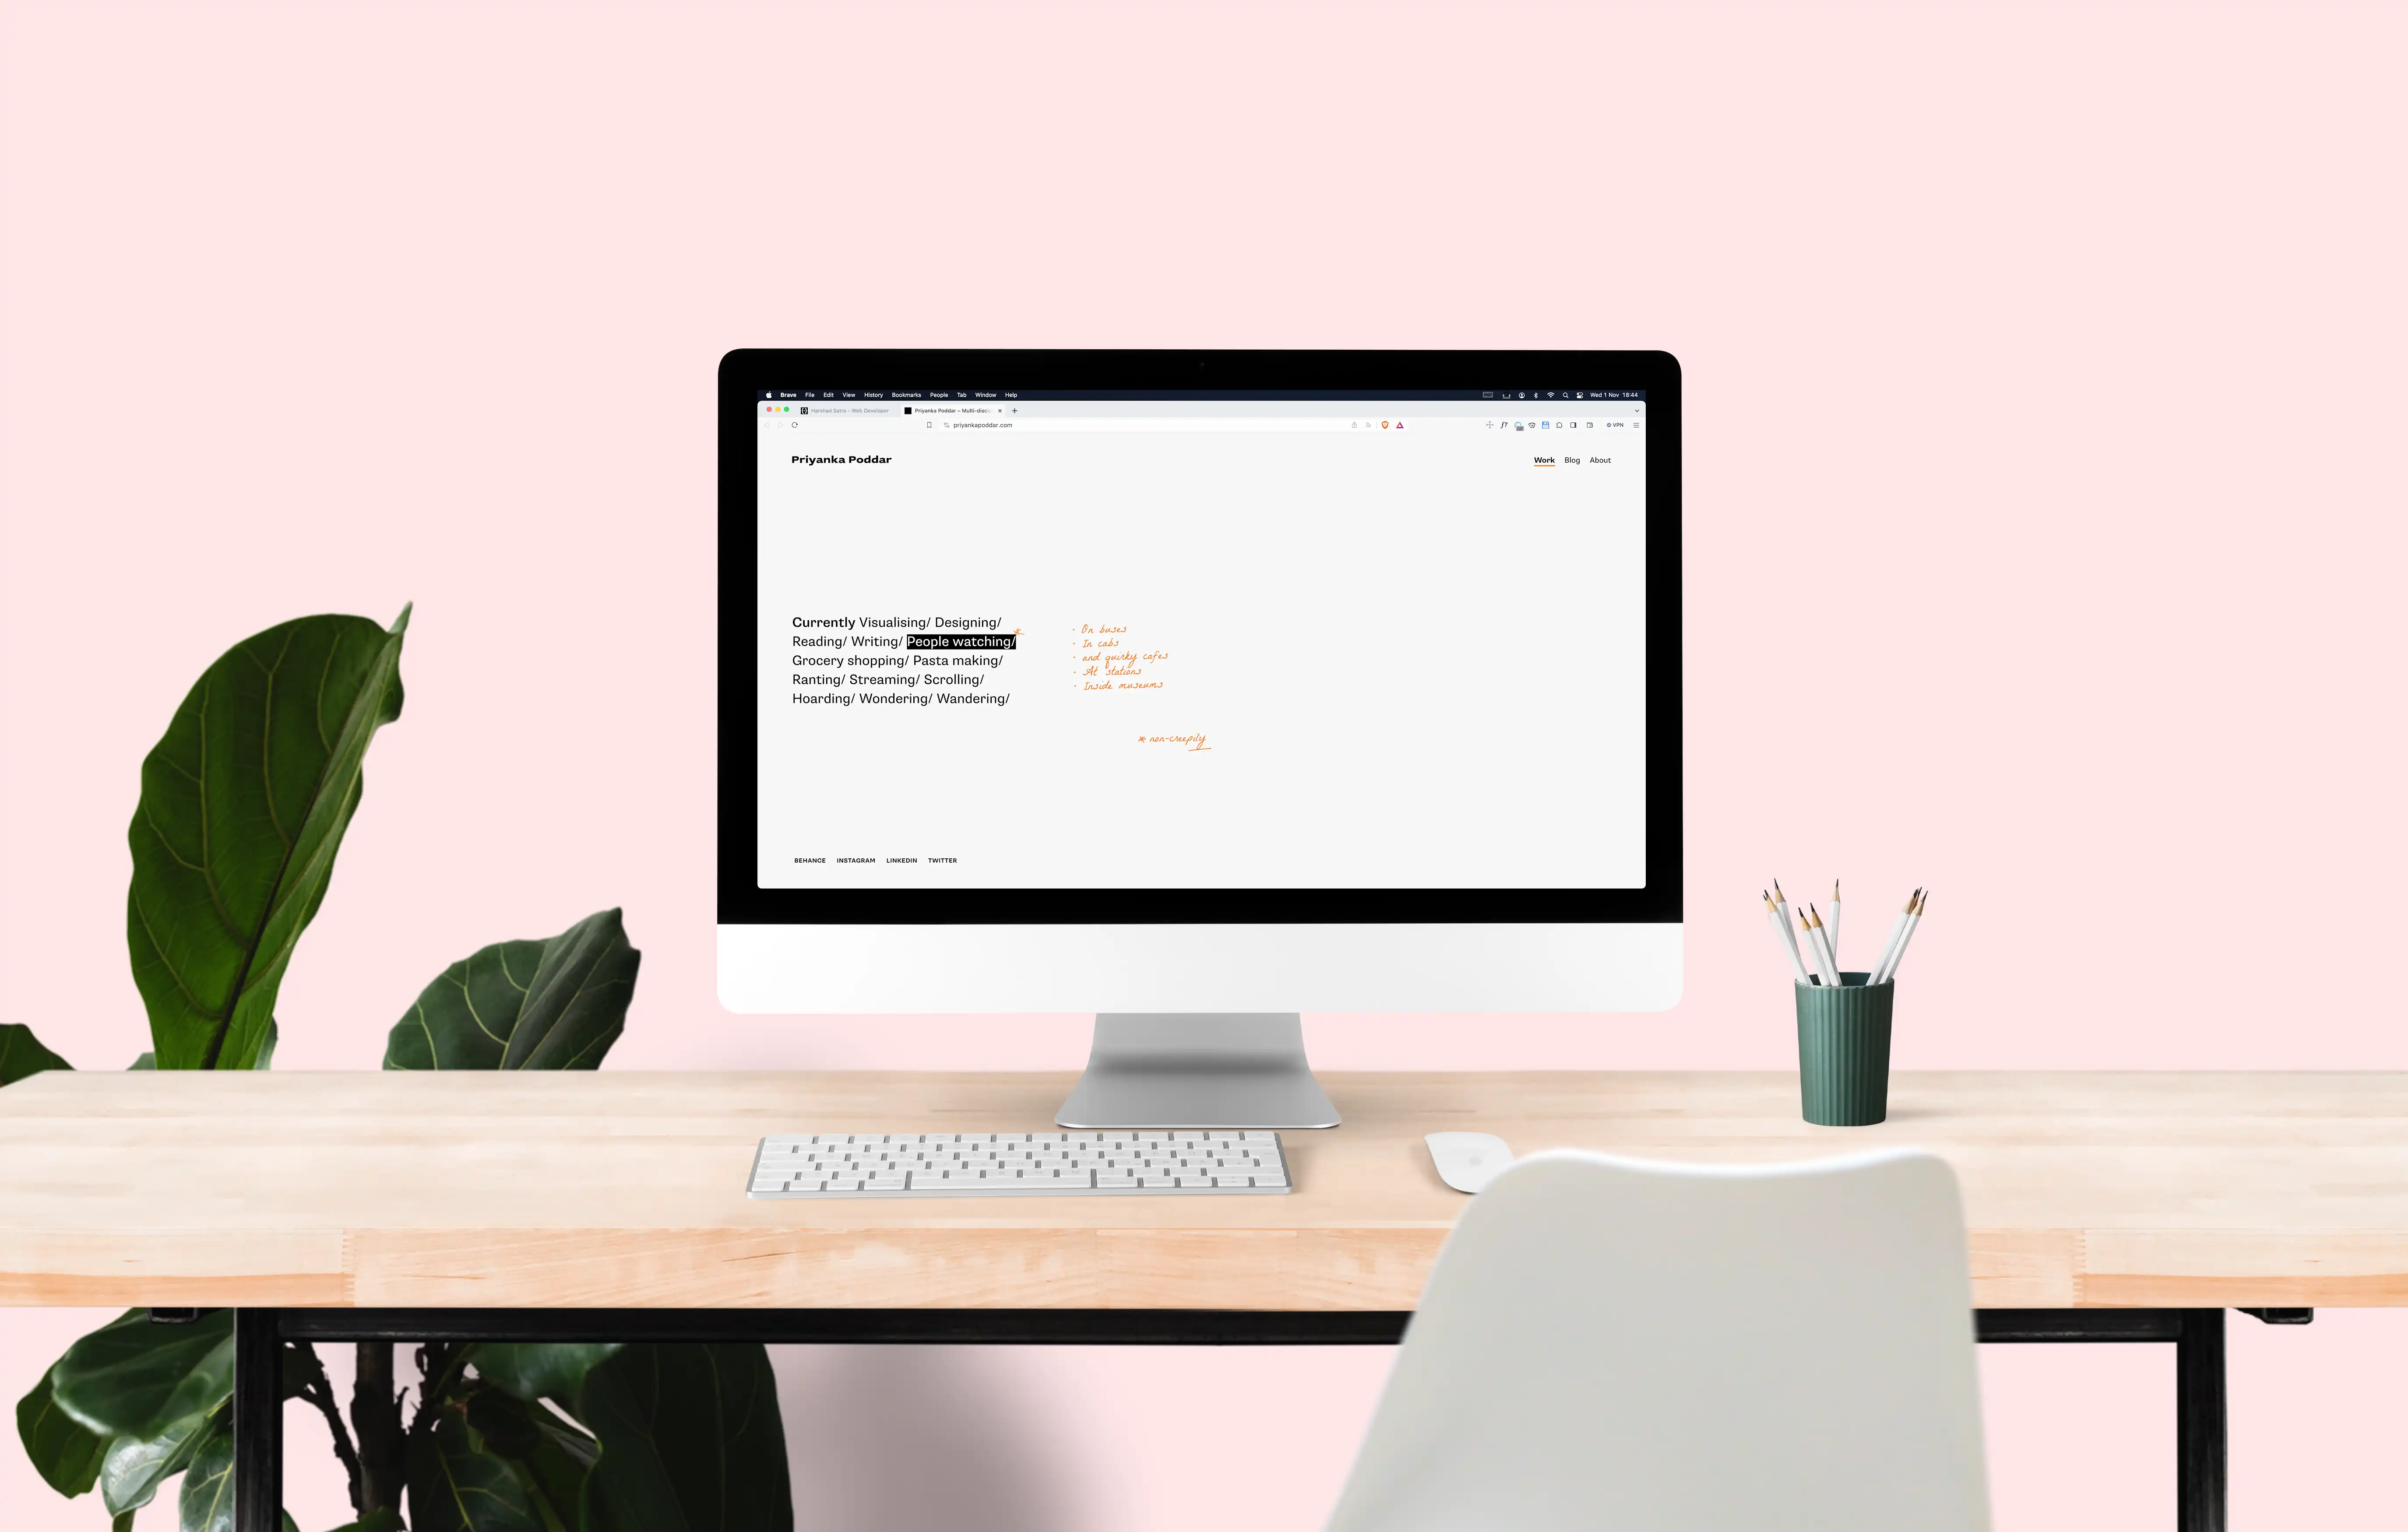 Brave File Edit View History Bookmarks People Tab Window Help
Wed 1 Nov 18:44
Harshad Satra - Web Developer
Priyanka Poddar – Multi-disci
priyankapoddar.com
VPN
Priyanka Poddar
Work Blog About
Currently Visualising/ Designing/
Reading/ Writing/ People watching/*
Grocery shopping/ Pasta making/
Ranting/ Streaming/ Scrolling/
Hoarding/ Wondering/ Wandering/
· On buses
· In cabs
· and quirky cafes
· At stations
· Inside museums
* non-creepily
BEHANCE INSTAGRAM LINKEDIN TWITTER